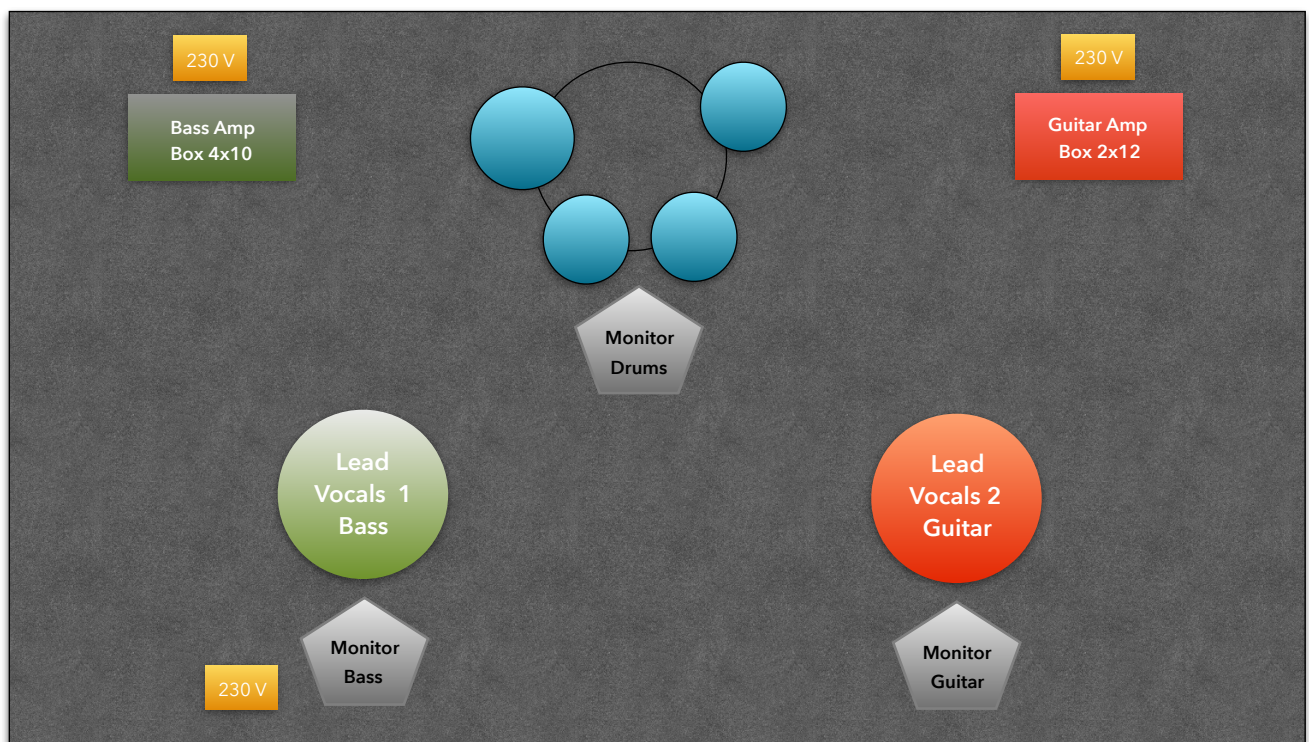 230 V
Bass Amp
Box 4x10
230 V
Guitar Amp
Box 2x12
Monitor
Drums
Lead
Vocals 1
Bass
Lead
Vocals 2
Guitar
Monitor
Bass
230 V
Monitor
Guitar